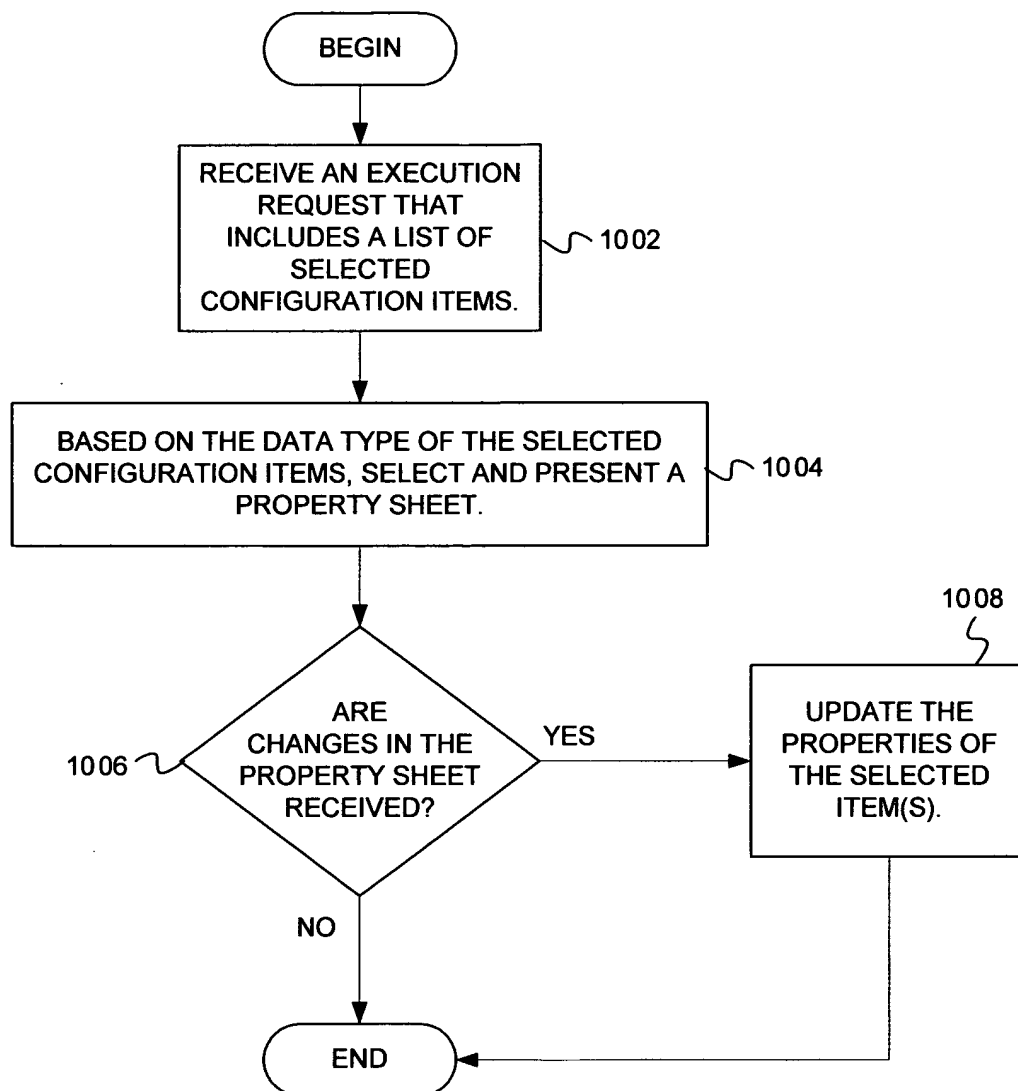 BEGIN
RECEIVE AN EXECUTION
REQUEST THAT
INCLUDES A LIST OF
SELECTED
CONFIGURATION ITEMS.
1002
BASED ON THE DATA TYPE OF THE SELECTED
CONFIGURATION ITEMS, SELECT AND PRESENT A
PROPERTY SHEET.
1004
ARE
CHANGES IN THE
PROPERTY SHEET
RECEIVED?
1006
YES
1008
UPDATE THE
PROPERTIES OF
THE SELECTED
ITEM(S).
NO
END